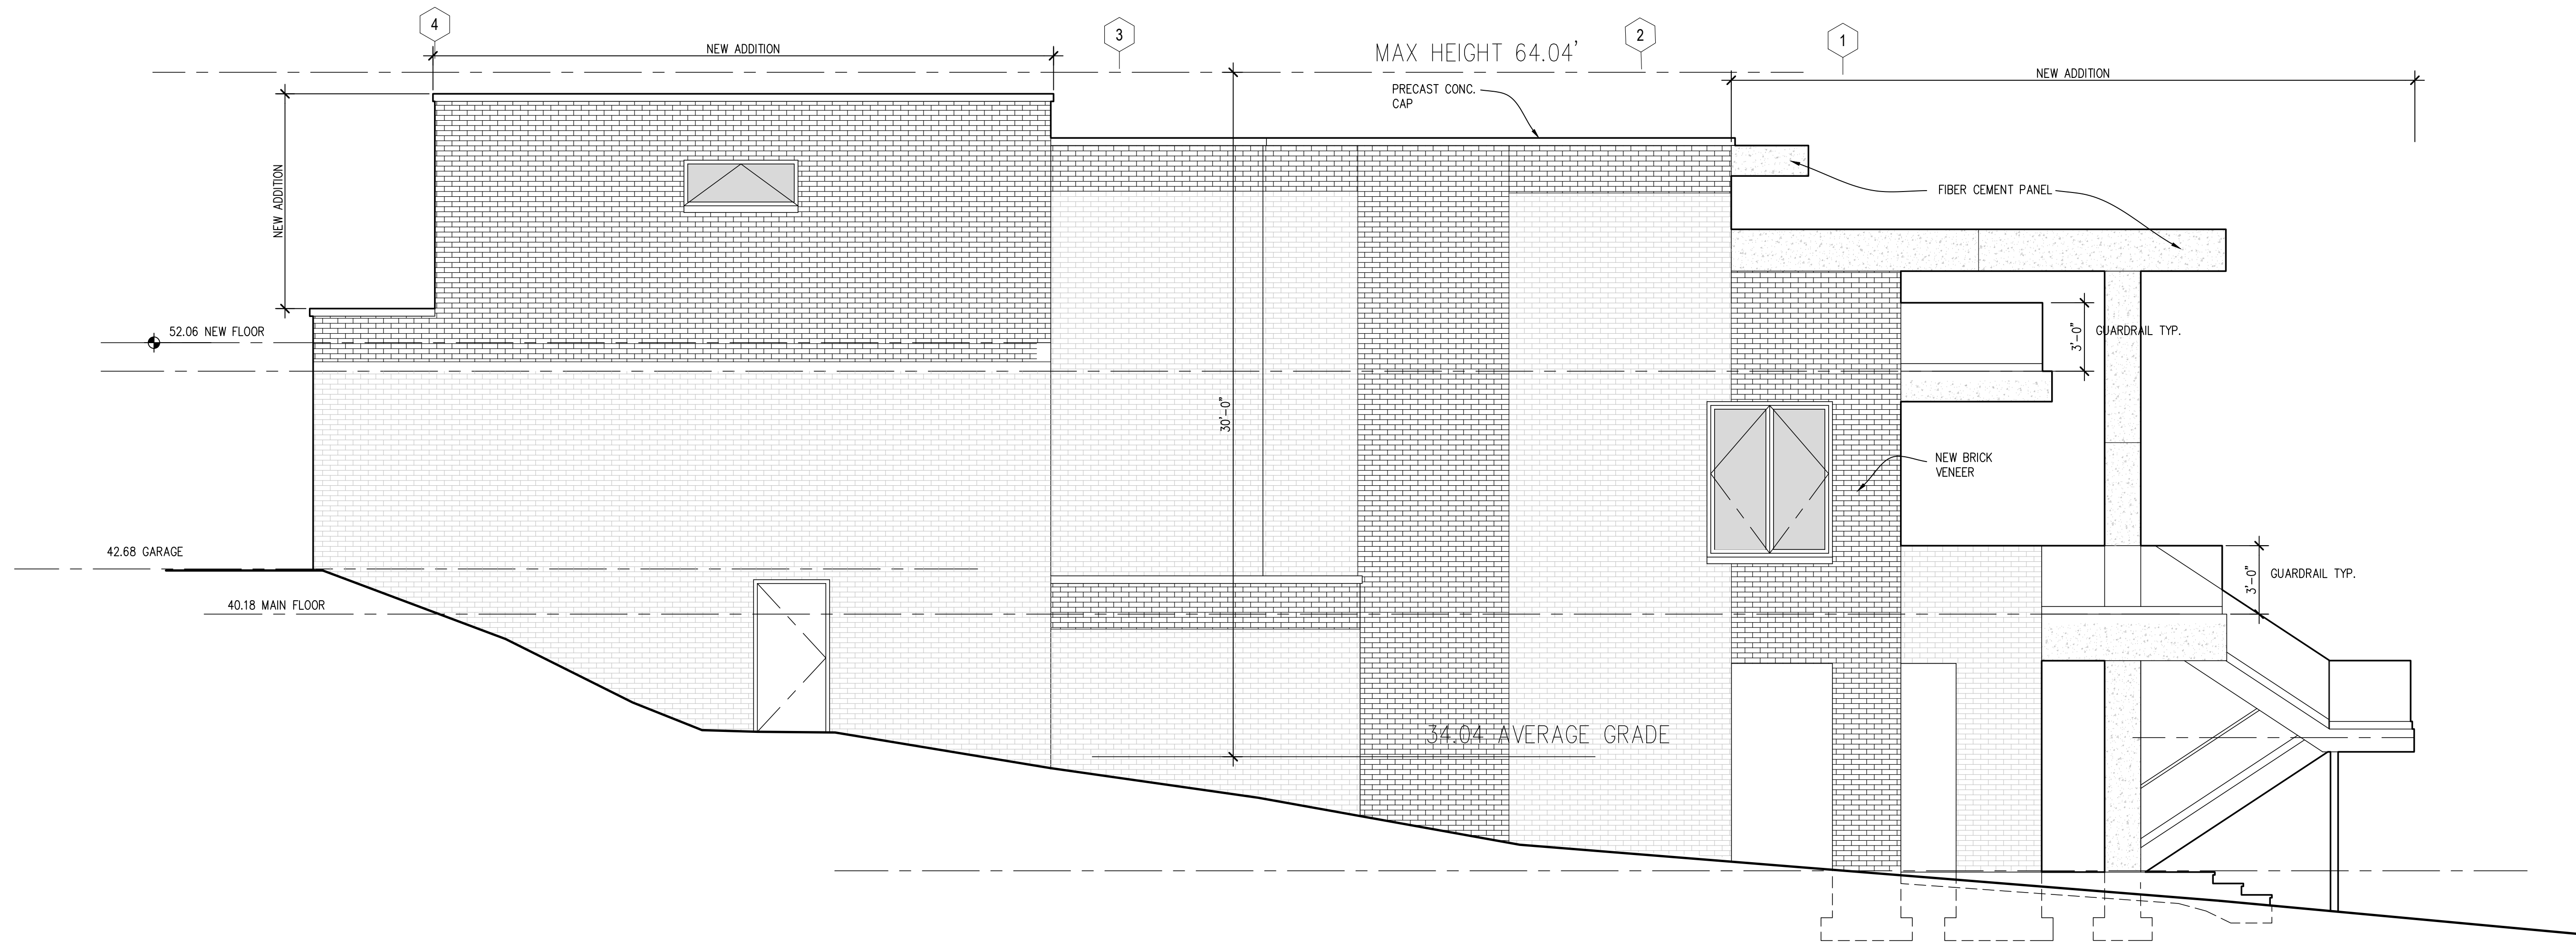 4
3
2
1
NEW ADDITION
MAX HEIGHT 64.04'
NEW ADDITION
PRECAST CONC.
CAP
NEW ADDITION
FIBER CEMENT PANEL
52.06 NEW FLOOR
3'-0"
GUARDRAIL TYP.
30'-0"
NEW BRICK
VENEER
42.68 GARAGE
3'-0"
GUARDRAIL TYP.
40.18 MAIN FLOOR
34.04 AVERAGE GRADE